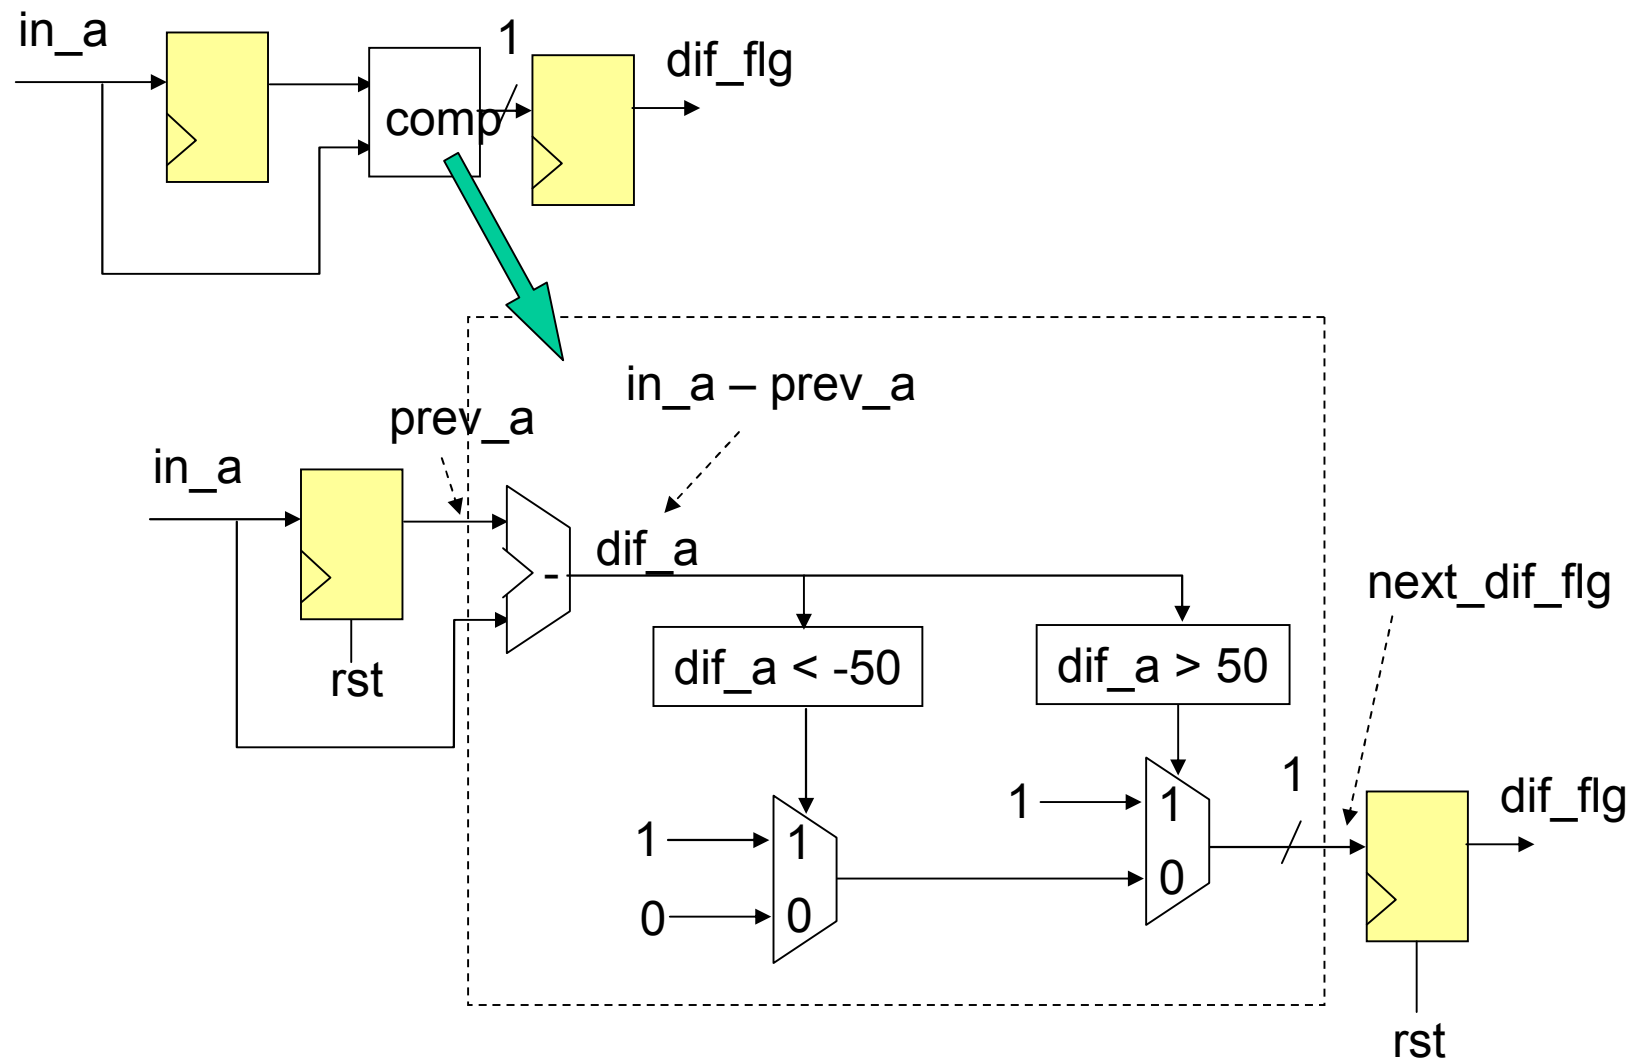 in_a
1
dif_flg
comp
in_a – prev_a
prev_a
in_a
dif_a
-
next_dif_flg
dif_a < -50
dif_a > 50
rst
1
1
1
dif_flg
1
1
0
0
0
rst